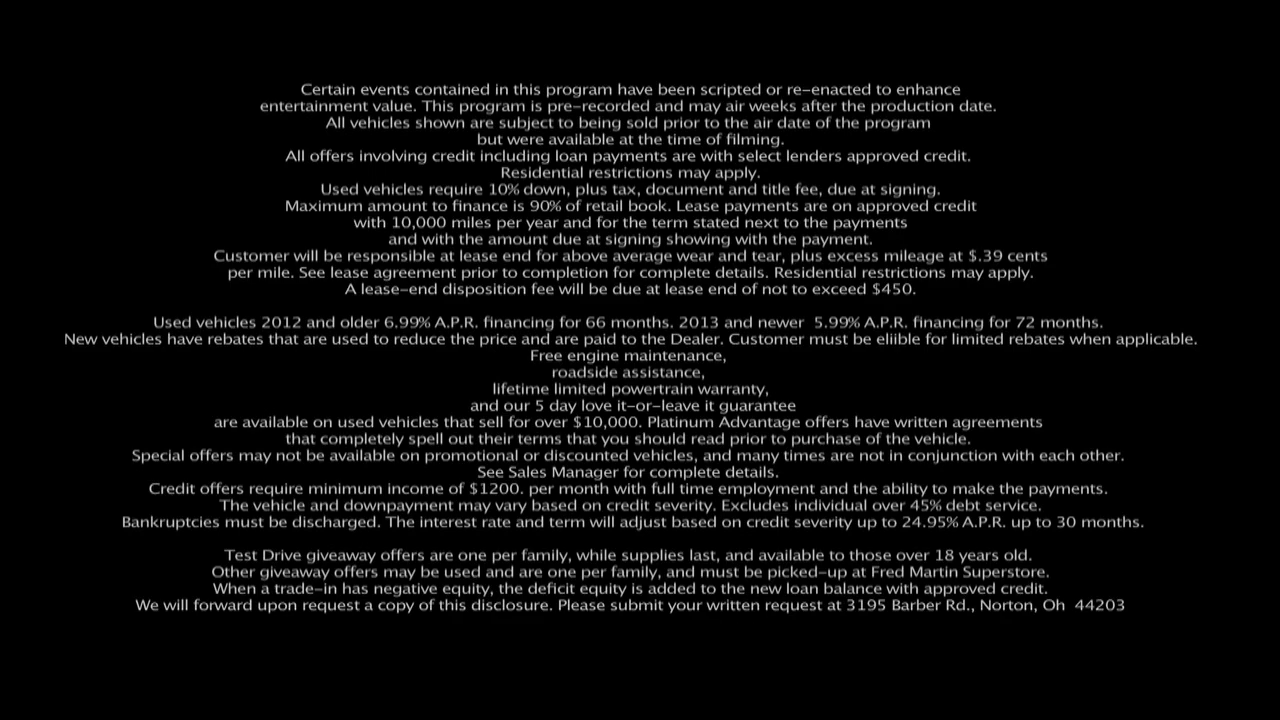 Certain events contained in this program have been scripted or re-enacted to enhance
entertainment value. This program is pre-recorded and may air weeks after the production date.
All vehicles shown are subject to being sold prior to the air date of the program
but were available at the time of filming.
All offers involving credit including loan payments are with select lenders approved credit.
Residential restrictions may apply.
Used vehicles require 10% down, plus tax, document and title fee, due at signing.
Maximum amount to finance is 90% of retail book. Lease payments are on approved credit
with 10,000 miles per year and for the term stated next to the payments
and with the amount due at signing showing with the payment.
Customer will be responsible at lease end for above average wear and tear, plus excess mileage at $.39 cents
per mile. See lease agreement prior to completion for complete details. Residential restrictions may apply.
A lease-end disposition fee will be due at lease end of not to exceed $450.
Used vehicles 2012 and older 6.99% A.P.R. financing for 66 months. 2013 and newer 5.99% A.P.R. financing for 72 months.
New vehicles have rebates that are used to reduce the price and are paid to the Dealer. Customer must be eliible for limited rebates when applicable.
Free engine maintenance,
roadside assistance,
lifetime limited powertrain warranty,
and our 5 day love it-or-leave it guarantee
are available on used vehicles that sell for over $10,000. Platinum Advantage offers have written agreements
that completely spell out their terms that you should read prior to purchase of the vehicle.
Special offers may not be available on promotional or discounted vehicles, and many times are not in conjunction with each other.
See Sales Manager for complete details.
Credit offers require minimum income of $1200. per month with full time employment and the ability to make the payments.
The vehicle and downpayment may vary based on credit severity. Excludes individual over 45% debt service.
Bankruptcies must be discharged. The interest rate and term will adjust based on credit severity up to 24.95% A.P.R. up to 30 months.
Test Drive giveaway offers are one per family, while supplies last, and available to those over 18 years old.
Other giveaway offers may be used and are one per family, and must be picked-up at Fred Martin Superstore.
When a trade-in has negative equity, the deficit equity is added to the new loan balance with approved credit.
We will forward upon request a copy of this disclosure. Please submit your written request at 3195 Barber Rd., Norton, Oh 44203